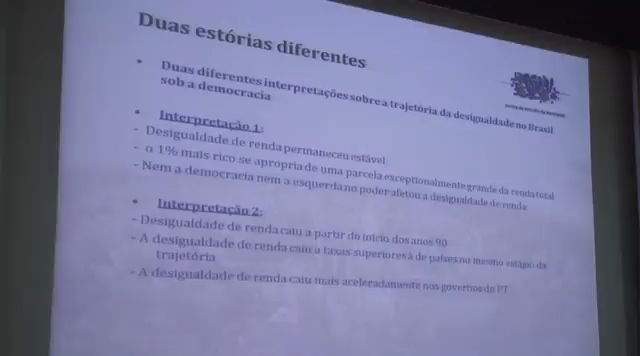 Duas estórias diferentes
• Duas diferentes interpretações sobre a trajetória da desigualdade no Brasil
sob a democracia
• Interpretação 1:
- Desigualdade de renda permaneceu estável
- o 1% mais rico se apropria de uma parcela exceptionalmente grande da renda total
- Nem a democracia nem a esquerda no poder afetou a desigualdade de renda
• Interpretação 2:
- Desigualdade de renda caiu a partir do início dos anos 90
- A desigualdade de renda caiu a taxas superiores à de países no mesmo estágio da
trajetória
- A desigualdade de renda caiu mais aceleradamente nos governos do PT